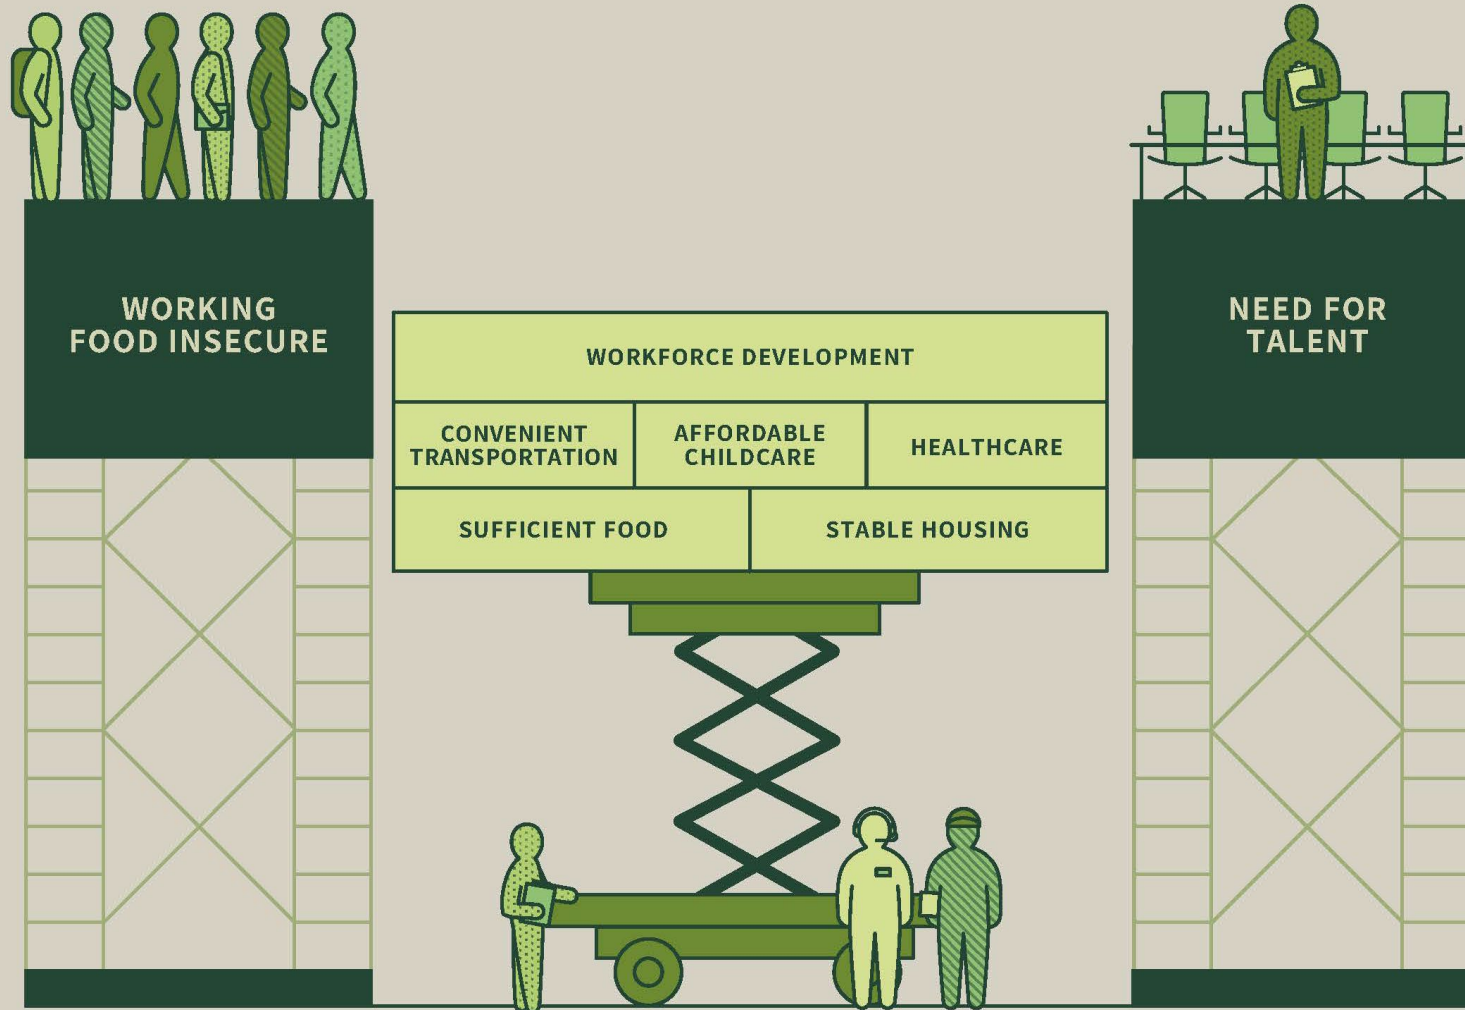 WORKING
FOOD INSECURE
NEED FOR
TALENT
WORKFORCE DEVELOPMENT
CONVENIENT
TRANSPORTATION
AFFORDABLE
CHILDCARE
HEALTHCARE
SUFFICIENT FOOD
STABLE HOUSING